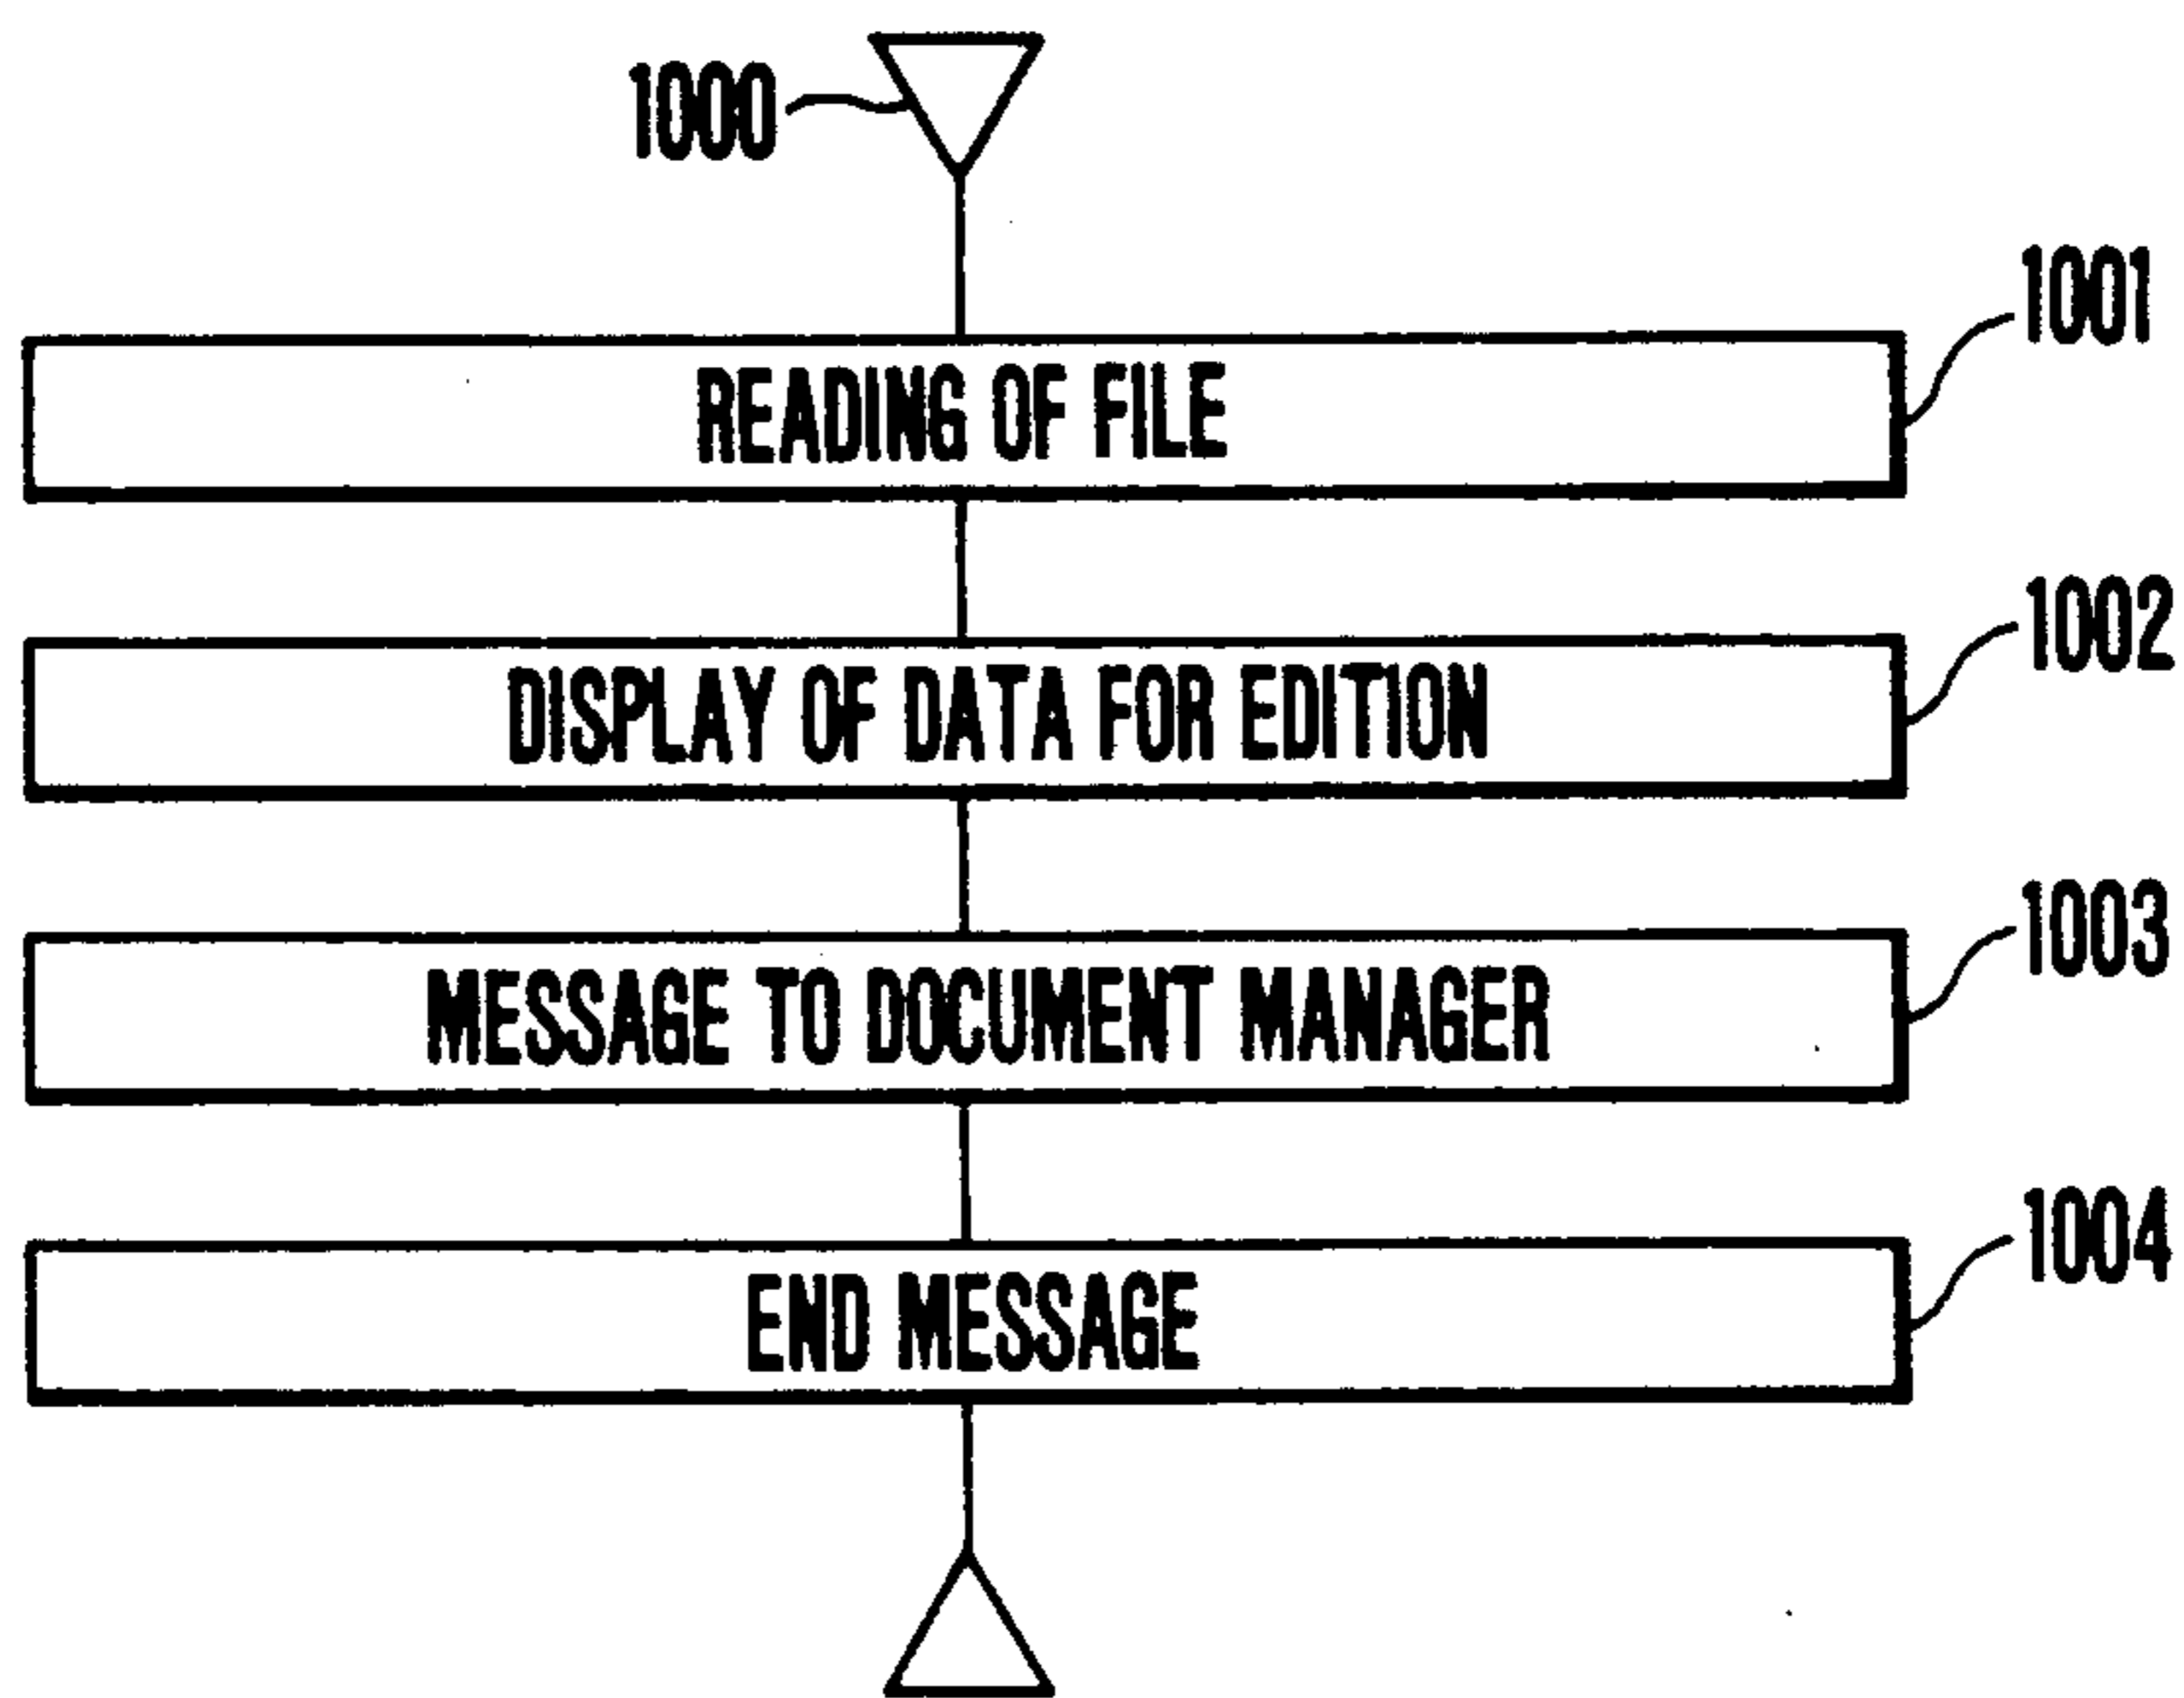 1000
1001
READING OF FILE
1002
DISPLAY OF DATA FOR EDITION
1003
MESSAGE TO DOCUMENT MANAGER
1004
END MESSAGE